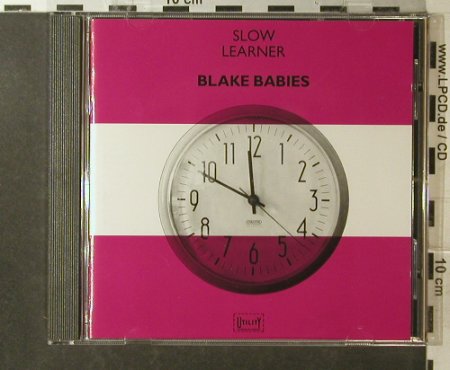 10 cm
SLOW
LEARNER
BLAKE BABIES
www.LPCD.de / CD
11 12 1
10 2
9 3
8 4
7 6 5
UTILITY
10 cm